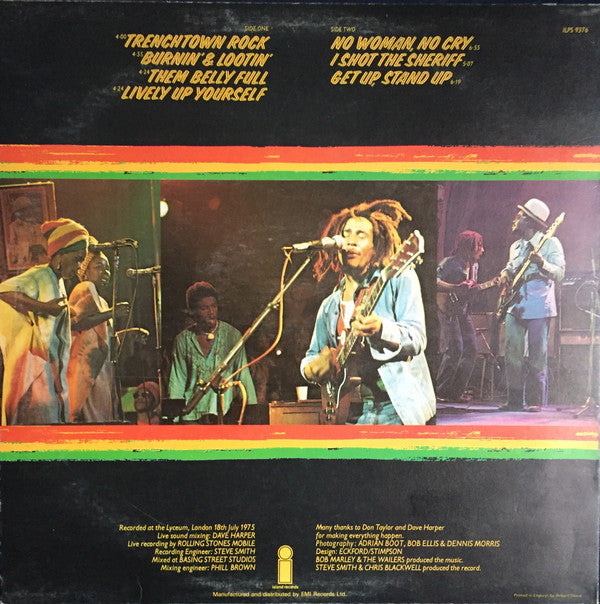 SIDE ONE
4·00 TRENCHTOWN ROCK
4·55 BURNIN' & LOOTIN'
4·24 THEM BELLY FULL
4·24 LIVELY UP YOURSELF
SIDE TWO
NO WOMAN, NO CRY 6·55
I SHOT THE SHERIFF 5·07
GET UP, STAND UP 6·19
ILPS 9376
Recorded at the Lyceum, London 18th July 1975
Live sound mixing: DAVE HARPER
Live recording by ROLLING STONES MOBILE
Recording Engineer: STEVE SMITH
Mixed at BASING STREET STUDIOS
Mixing engineer: PHILL BROWN
island records
Many thanks to Don Taylor and Dave Harper
for making everything happen.
Photography: ADRIAN BOOT, BOB ELLIS & DENNIS MORRIS
Design: ECKFORD/STIMPSON
BOB MARLEY & THE WAILERS produced the music.
STEVE SMITH & CHRIS BLACKWELL produced the record.
Manufactured and distributed by EMI Records Ltd.
Printed in England by